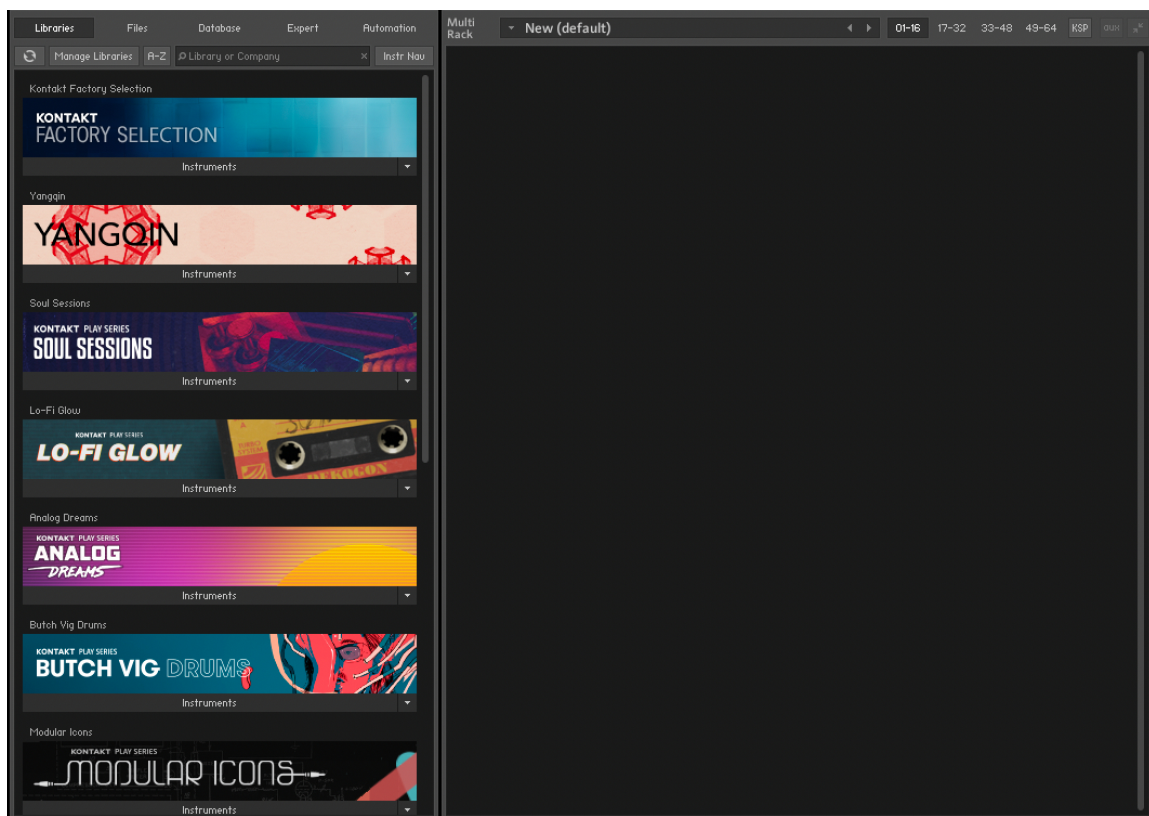 Libraries Files Database Expert Automation
Manage Libraries A-Z Library or Company × Instr Nav
Kontakt Factory Selection
KONTAKT
FACTORY SELECTION
Instruments
Yangqin
YANGQIN
Instruments
Soul Sessions
KONTAKT PLAY SERIES
SOUL SESSIONS
Instruments
Lo-Fi Glow
KONTAKT PLAY SERIES
LO-FI GLOW
DEKOGON
Instruments
Analog Dreams
KONTAKT PLAY SERIES
ANALOG
DREAMS
Instruments
Butch Vig Drums
KONTAKT PLAY SERIES
BUTCH VIG DRUMS
Instruments
Modular Icons
KONTAKT PLAY SERIES
MODULAR ICONS
Instruments
Multi
Rack
New (default) 01-16 17-32 33-48 49-64 KSP aux